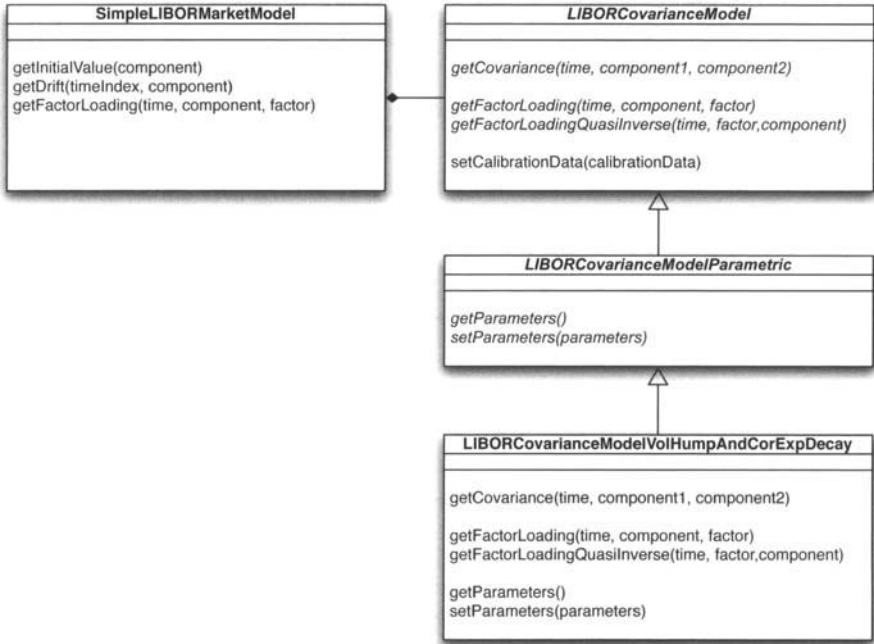 SimpleLIBORMarketModel
getInitialValue(component)
getDrift(timeIndex, component)
getFactorLoading(time, component, factor)
LIBORCovarianceModel
getCovariance(time, component1, component2)
getFactorLoading(time, component, factor)
getFactorLoadingQuasiInverse(time, factor,component)
setCalibrationData(calibrationData)
LIBORCovarianceModelParametric
getParameters()
setParameters(parameters)
LIBORCovarianceModelVolHumpAndCorExpDecay
getCovariance(time, component1, component2)
getFactorLoading(time, component, factor)
getFactorLoadingQuasiInverse(time, factor,component)
getParameters()
setParameters(parameters)